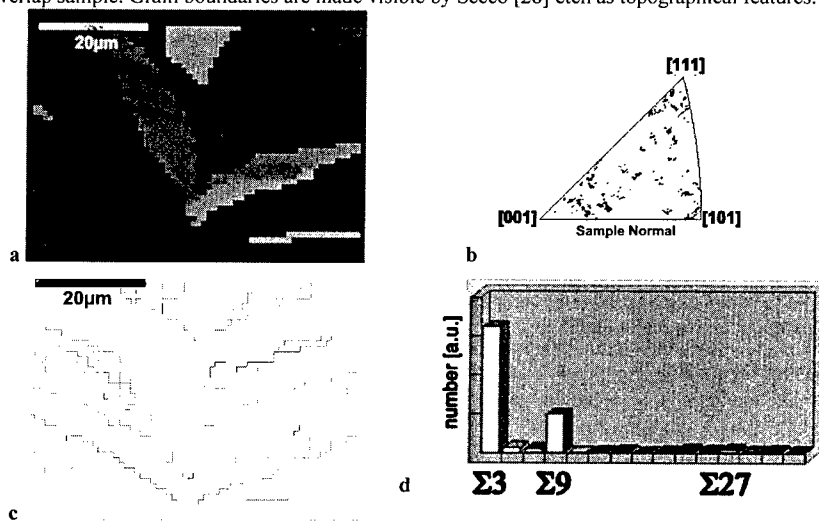 overlap sample. Grain boundaries are made visible by Secco [28] etch as topographical features.
20µm
a
[111]
[001]
[101]
Sample Normal
b
20µm
c
number [a.u.]
Σ3
Σ9
Σ27
d